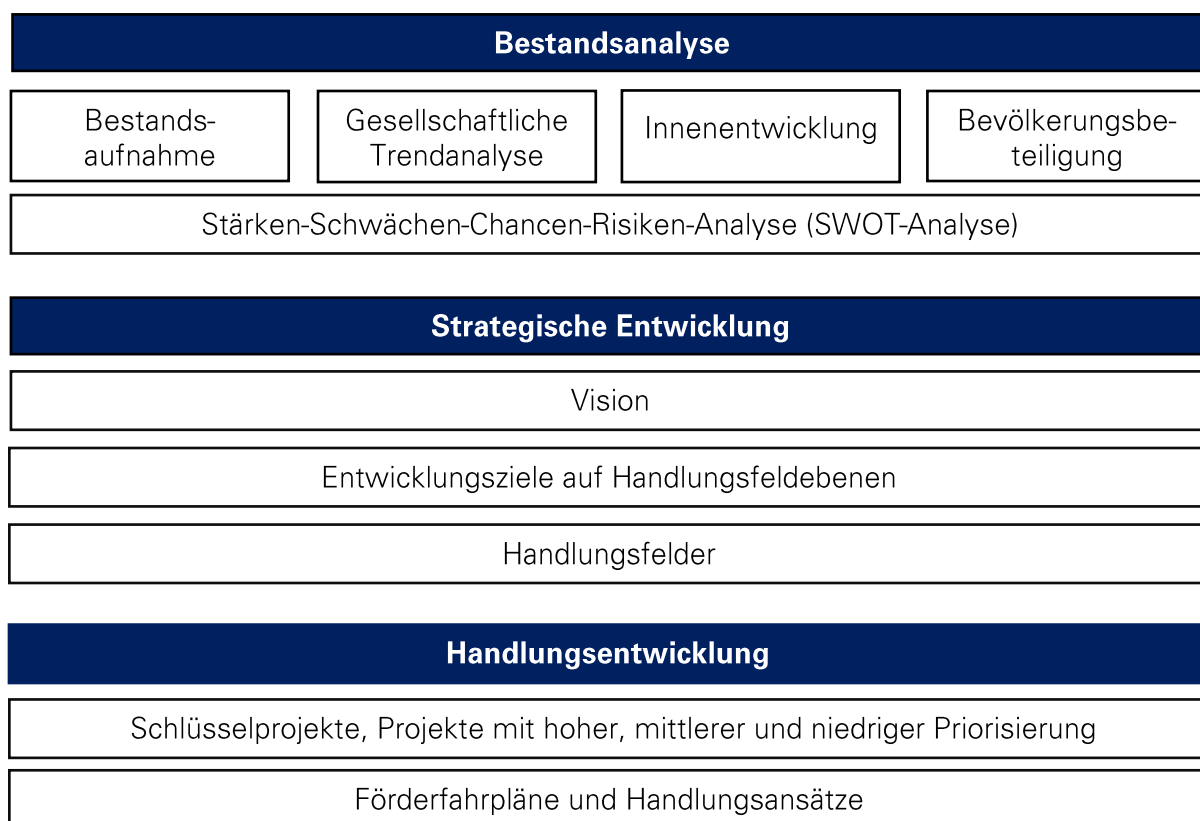 Bestandsanalyse
Bestands-
aufnahme
Gesellschaftliche
Trendanalyse
Innenentwicklung
Bevölkerungsbe-
teiligung
Stärken-Schwächen-Chancen-Risiken-Analyse (SWOT-Analyse)
Strategische Entwicklung
Vision
Entwicklungsziele auf Handlungsfeldebenen
Handlungsfelder
Handlungsentwicklung
Schlüsselprojekte, Projekte mit hoher, mittlerer und niedriger Priorisierung
Förderfahrpläne und Handlungsansätze